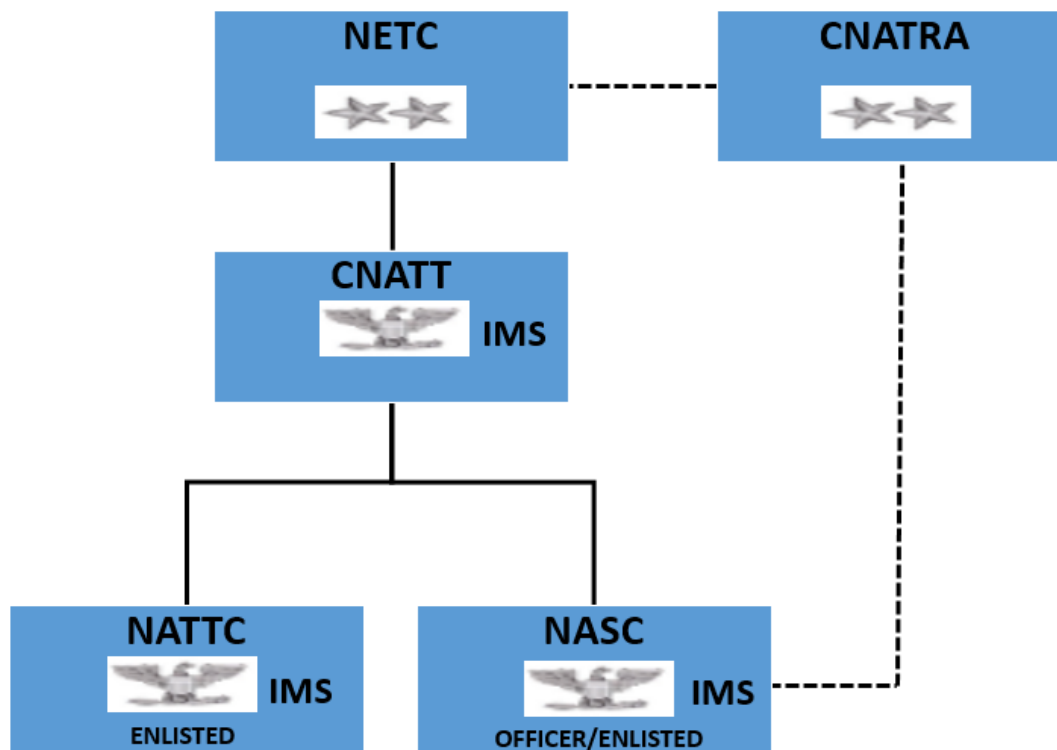 NETC
CNATRA
CNATT
IMS
NATTC
IMS
ENLISTED
NASC
IMS
OFFICER/ENLISTED